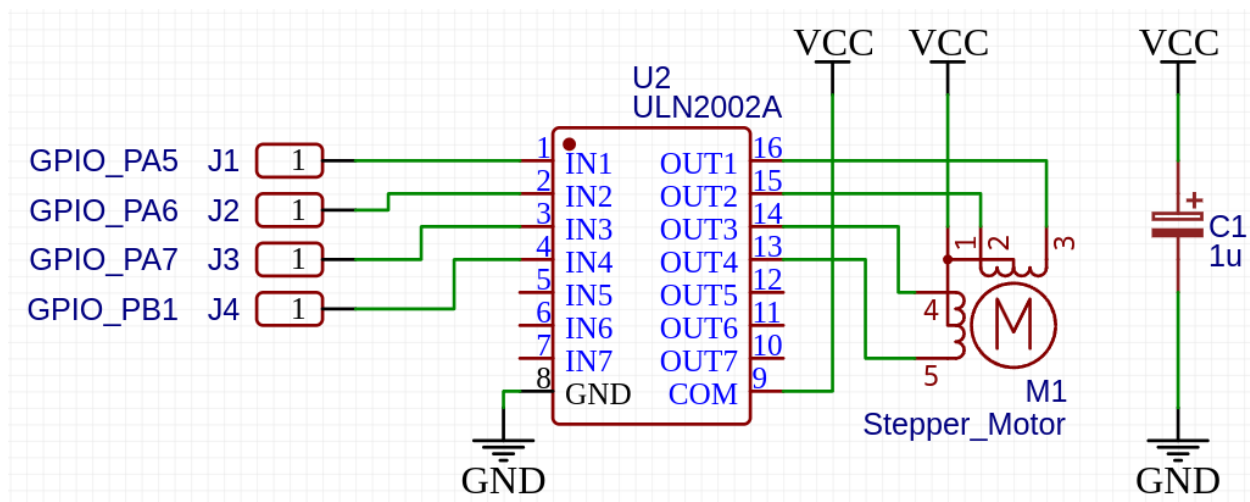 VCC VCC VCC
U2
ULN2002A
GPIO_PA5 J1 1
GPIO_PA6 J2 1
GPIO_PA7 J3 1
GPIO_PB1 J4 1
1 IN1 OUT1 16
2 IN2 OUT2 15
3 IN3 OUT3 14
4 IN4 OUT4 13
5 IN5 OUT5 12
6 IN6 OUT6 11
7 IN7 OUT7 10
8 GND COM 9
GND
1 2 3
4
5
M
M1
Stepper_Motor
+
C1
1u
GND